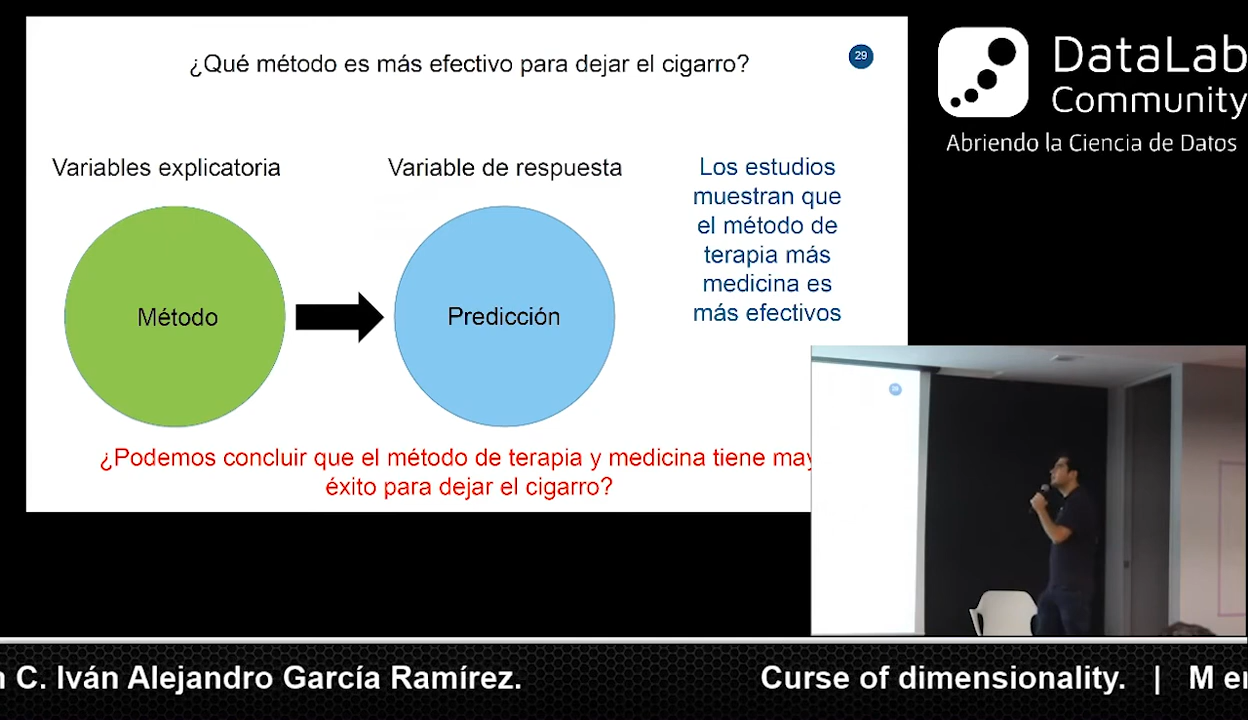 ¿Qué método es más efectivo para dejar el cigarro?
29
Variables explicatoria
Variable de respuesta
Método
Predicción
Los estudios
muestran que
el método de
terapia más
medicina es
más efectivos
¿Podemos concluir que el método de terapia y medicina tiene
éxito para dejar el cigarro?
DataLab
Community
Abriendo la Ciencia de Datos
C. Iván Alejandro García Ramírez.
Curse of dimensionality. | M